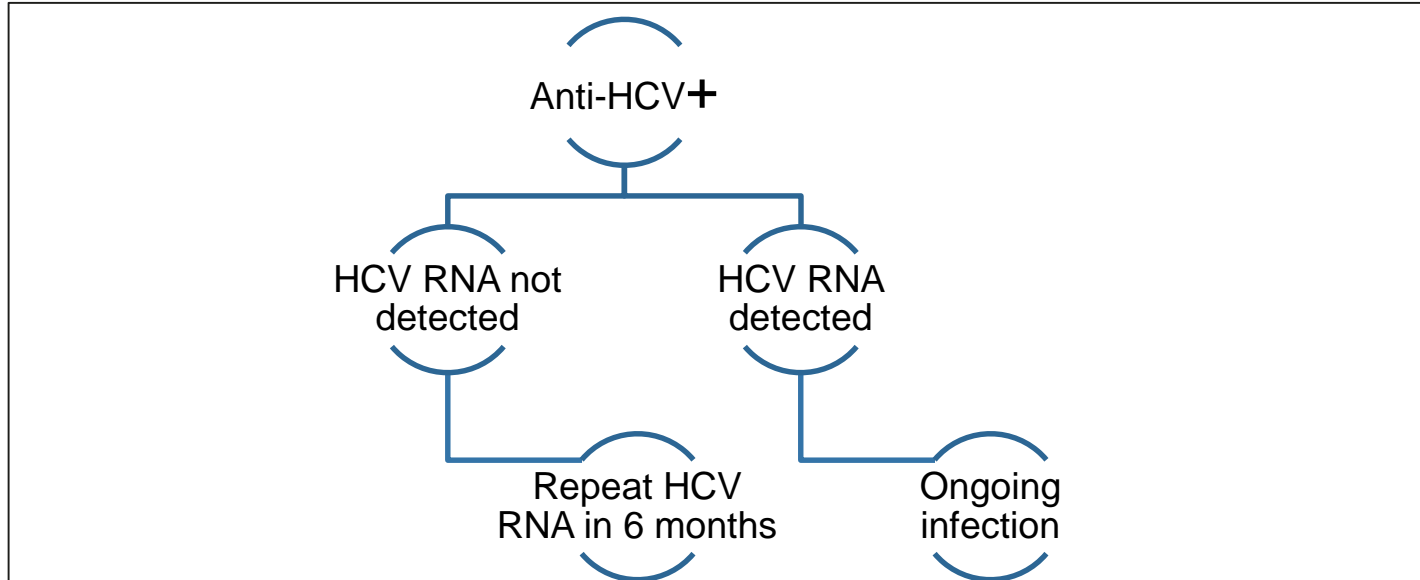 Anti-HCV+
HCV RNA not
detected
HCV RNA
detected
Repeat HCV
RNA in 6 months
Ongoing
infection